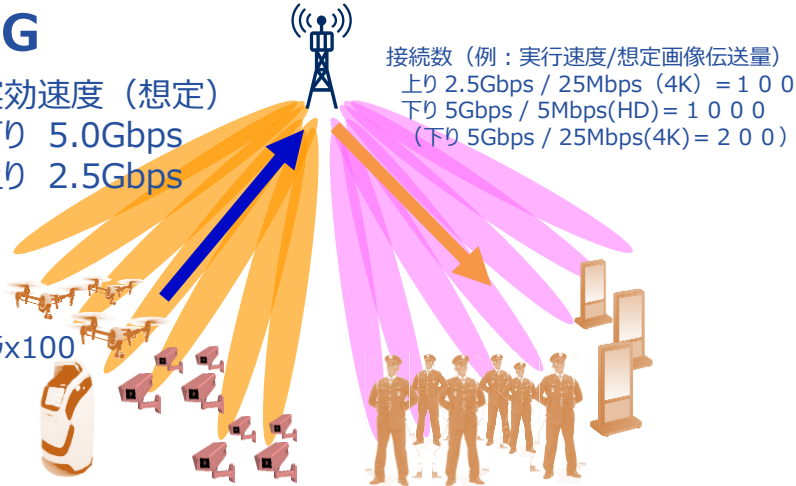 G
効速度（想定）
り 5.0Gbps
り 2.5Gbps
接続数（例：実行速度/想定画像伝送量）
上り 2.5Gbps / 25Mbps（4K）＝１００
下り 5Gbps / 5Mbps(HD)＝１０００
（下り 5Gbps / 25Mbps(4K)＝２００）
x100